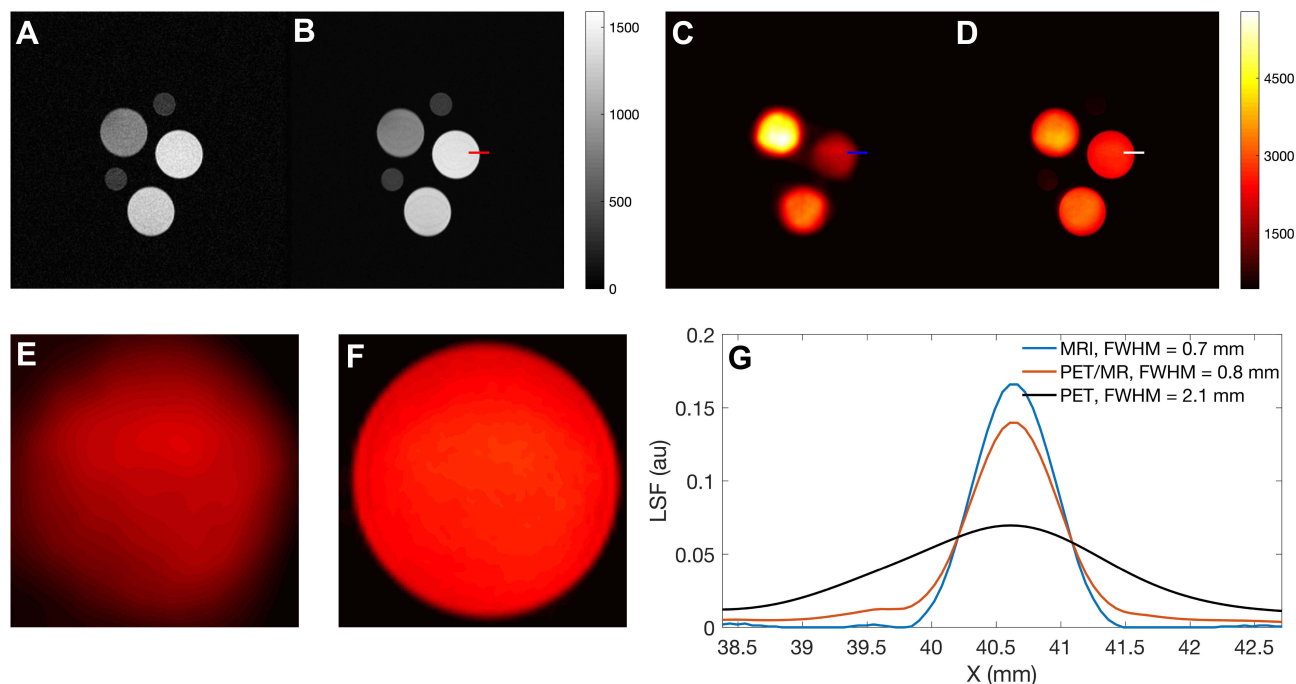 A
B
1500
1000
500
0
C
D
4500
3000
1500
E
F
G
MRI, FWHM = 0.7 mm
PET/MR, FWHM = 0.8 mm
PET, FWHM = 2.1 mm
0.2
0.15
0.1
0.05
0
LSF (au)
38.5 39 39.5 40 40.5 41 41.5 42 42.5
X (mm)